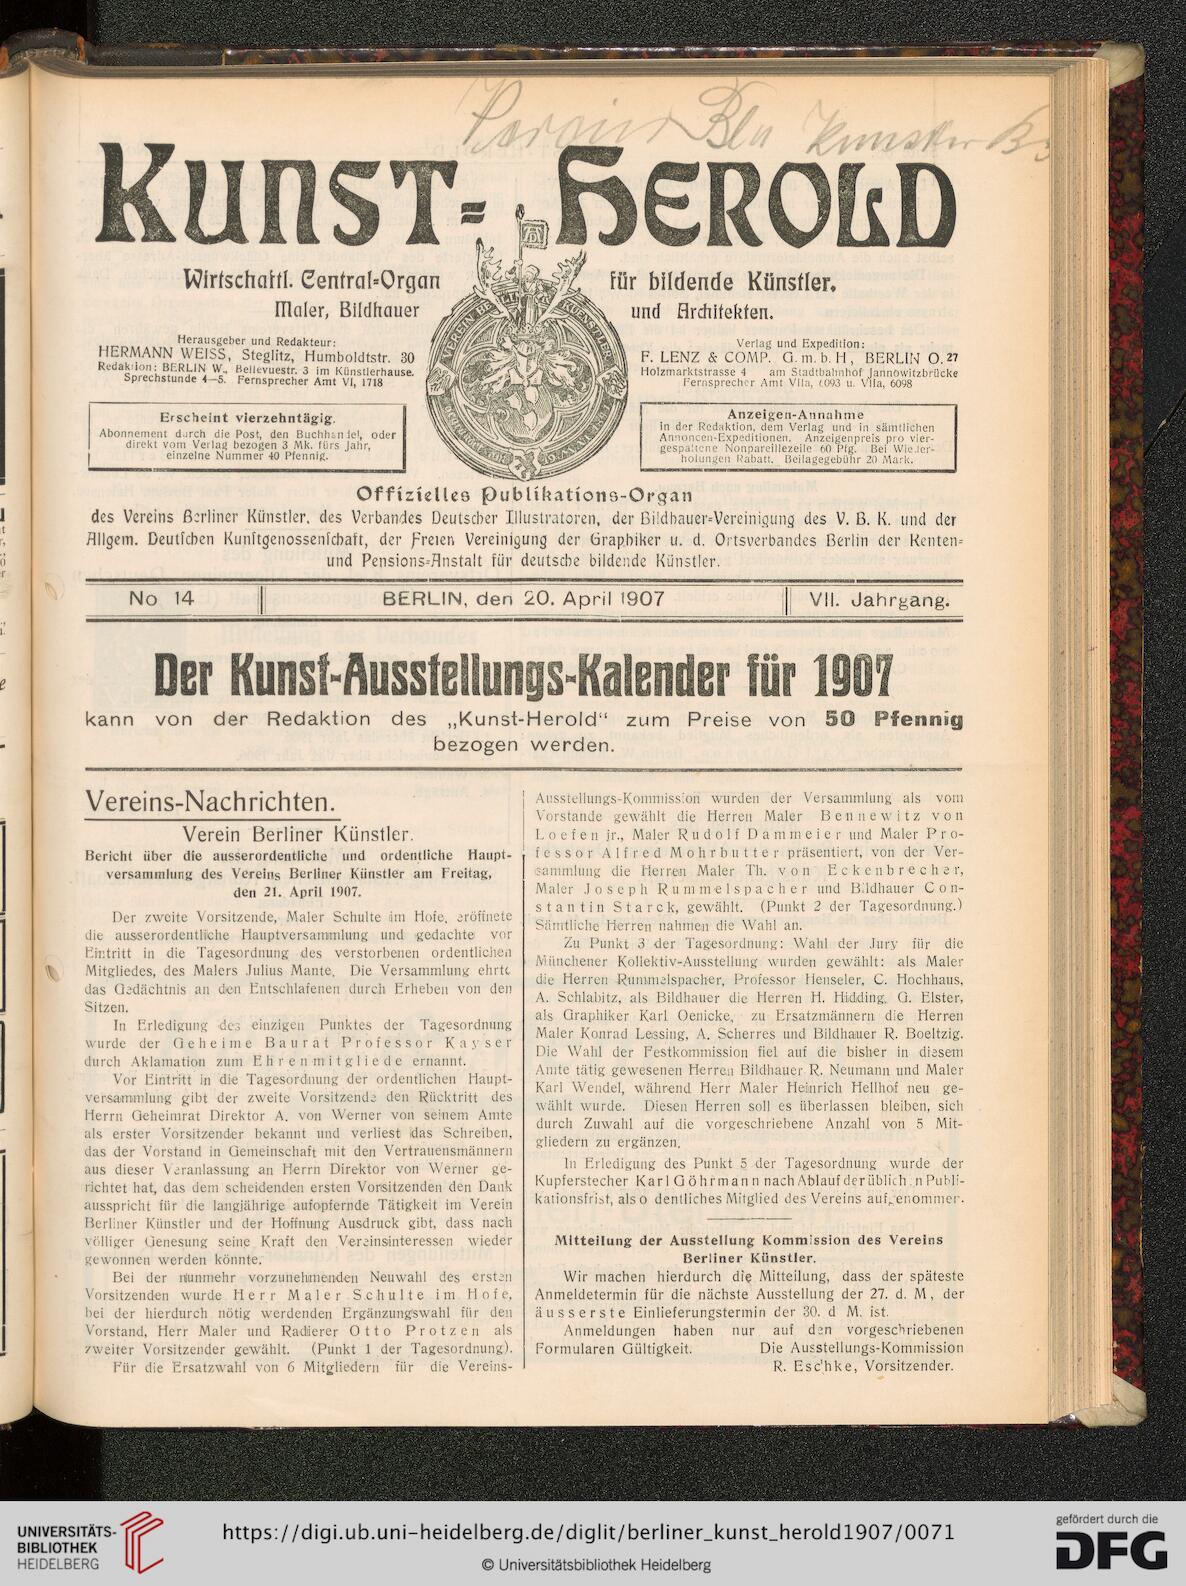 KUNST-HEROLD
Wirtschaftl. Central-Organ
für bildende Künstler,
Maler, Bildhauer
und Architekten.
Herausgeber und Redakteur:
HERMANN WEISS, Steglitz, Humboldtstr. 30
Redaktion: BERLIN W., Bellevuestr. 3 im Künstlerhause.
Sprechstunde 4–5. Fernsprecher Amt VI, 1718
Verlag und Expedition:
F. LENZ & COMP. G. m. b. H, BERLIN O. 27
Holzmarktstrasse 4 am Stadtbahnhof Jannowitzbrücke
Fernsprecher Amt VIIa, 6093 u. VIIa, 6098
Erscheint vierzehntägig.
Abonnement durch die Post, den Buchhandel, oder
direkt vom Verlag bezogen 3 Mk. fürs Jahr,
einzelne Nummer 40 Pfennig.
Anzeigen-Annahme
in der Redaktion, dem Verlag und in sämtlichen
Annoncen-Expeditionen. Anzeigenpreis pro vier-
gespaltene Nonpareillezeile 60 Pfg. Bei Wieder-
holungen Rabatt. Beilagegebühr 20 Mark.
VEREIN BERLINER KUENSTLER
Offizielles Publikations-Organ
des Vereins Berliner Künstler, des Verbandes Deutscher Illustratoren, der Bildhauer-Vereinigung des V. B. K. und der
Allgem. Deutschen Kunstgenossenschaft, der Freien Vereinigung der Graphiker u. d. Ortsverbandes Berlin der Renten-
und Pensions-Anstalt für deutsche bildende Künstler.
No 14 BERLIN, den 20. April 1907 VII. Jahrgang.
Der Kunst-Ausstellungs-Kalender für 1907
kann von der Redaktion des „Kunst-Herold“ zum Preise von 50 Pfennig
bezogen werden.
Vereins-Nachrichten.
Verein Berliner Künstler.
Bericht über die ausserordentliche und ordentliche Haupt-
versammlung des Vereins Berliner Künstler am Freitag,
den 21. April 1907.
Der zweite Vorsitzende, Maler Schulte im Hofe, eröffnete
die ausserordentliche Hauptversammlung und gedachte vor
Eintritt in die Tagesordnung des verstorbenen ordentlichen
Mitgliedes, des Malers Julius Mante. Die Versammlung ehrte
das Gedächtnis an den Entschlafenen durch Erheben von den
Sitzen.
In Erledigung des einzigen Punktes der Tagesordnung
wurde der Geheime Baurat Professor Kayser
durch Aklamation zum Ehrenmitgliede ernannt.
Vor Eintritt in die Tagesordnung der ordentlichen Haupt-
versammlung gibt der zweite Vorsitzende den Rücktritt des
Herrn Geheimrat Direktor A. von Werner von seinem Amte
als erster Vorsitzender bekannt und verliest das Schreiben,
das der Vorstand in Gemeinschaft mit den Vertrauensmännern
aus dieser Veranlassung an Herrn Direktor von Werner ge-
richtet hat, das dem scheidenden ersten Vorsitzenden den Dank
ausspricht für die langjährige aufopfernde Tätigkeit im Verein
Berliner Künstler und der Hoffnung Ausdruck gibt, dass nach
völliger Genesung seine Kraft den Vereinsinteressen wieder
gewonnen werden könnte.
Bei der nunmehr vorzunehmenden Neuwahl des ersten
Vorsitzenden wurde Herr Maler Schulte im Hofe,
bei der hierdurch nötig werdenden Ergänzungswahl für den
Vorstand, Herr Maler und Radierer Otto Protzen als
zweiter Vorsitzender gewählt. (Punkt 1 der Tagesordnung).
Für die Ersatzwahl von 6 Mitgliedern für die Vereins-
Ausstellungs-Kommission wurden der Versammlung als vom
Vorstande gewählt die Herren Maler Bennewitz von
Loefen jr., Maler Rudolf Dammeier und Maler Pro-
fessor Alfred Mohrbutter präsentiert, von der Ver-
sammlung die Herren Maler Th. von Eckenbrecher,
Maler Joseph Rummelspacher und Bildhauer Con-
stantin Starck, gewählt. (Punkt 2 der Tagesordnung.)
Sämtliche Herren nahmen die Wahl an.
Zu Punkt 3 der Tagesordnung: Wahl der Jury für die
Münchener Kollektiv-Ausstellung wurden gewählt: als Maler
die Herren Rummelspacher, Professor Henseler, C. Hochhaus,
A. Schlabitz, als Bildhauer die Herren H. Hidding, G. Elster,
als Graphiker Karl Oenicke, zu Ersatzmännern die Herren
Maler Konrad Lessing, A. Scherres und Bildhauer R. Boeltzig.
Die Wahl der Festkommission fiel auf die bisher in diesem
Amte tätig gewesenen Herren Bildhauer R. Neumann und Maler
Karl Wendel, während Herr Maler Heinrich Hellhof neu ge-
wählt wurde. Diesen Herren soll es überlassen bleiben, sich
durch Zuwahl auf die vorgeschriebene Anzahl von 5 Mit-
gliedern zu ergänzen.
In Erledigung des Punkt 5 der Tagesordnung wurde der
Kupferstecher Karl Göhrmann nach Ablauf der üblichen Publi-
kationsfrist, als o dentliches Mitglied des Vereins aufgenommen.
Mitteilung der Ausstellung Kommission des Vereins
Berliner Künstler.
Wir machen hierdurch die Mitteilung, dass der späteste
Anmeldetermin für die nächste Ausstellung der 27. d. M, der
äusserste Einlieferungstermin der 30. d M. ist.
Anmeldungen haben nur auf den vorgeschriebenen
Formularen Gültigkeit. Die Ausstellungs-Kommission
R. Eschke, Vorsitzender.
UNIVERSITÄTS-
BIBLIOTHEK
HEIDELBERG
https://digi.ub.uni-heidelberg.de/diglit/berliner_kunst_herold1907/0071
© Universitätsbibliothek Heidelberg
gefördert durch die
DFG